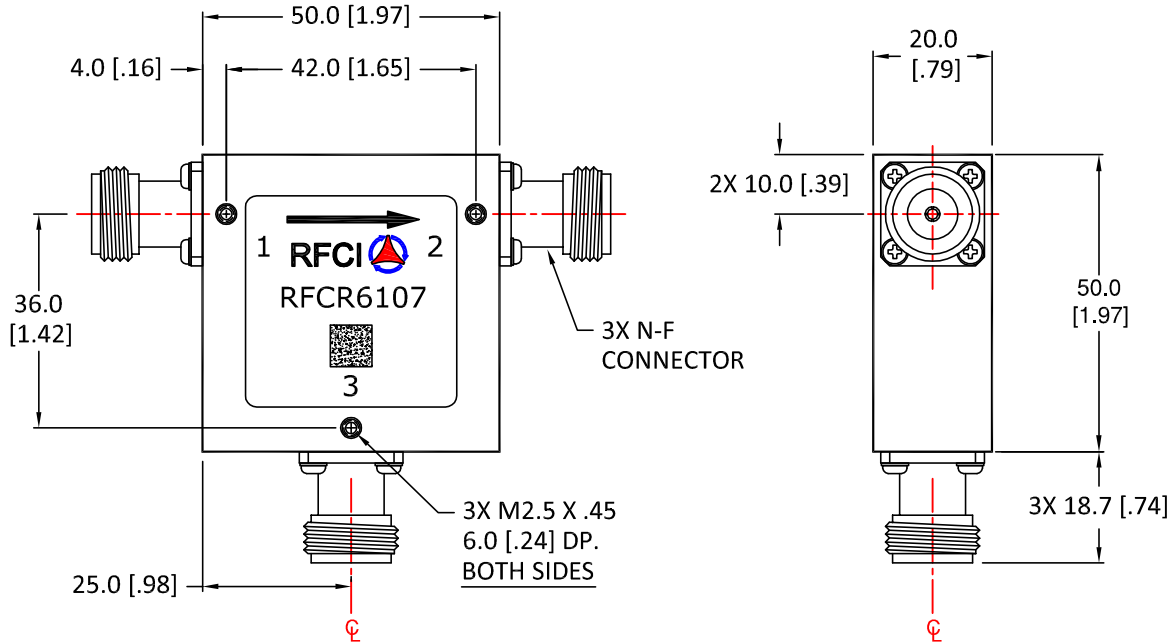 50.0 [1.97]
4.0 [.16]
42.0 [1.65]
20.0
[.79]
2X 10.0 [.39]
1
2
RFCI
RFCR6107
3
36.0
[1.42]
3X N-F
CONNECTOR
50.0
[1.97]
3X M2.5 X .45
6.0 [.24] DP.
BOTH SIDES
3X 18.7 [.74]
25.0 [.98]
℄
℄